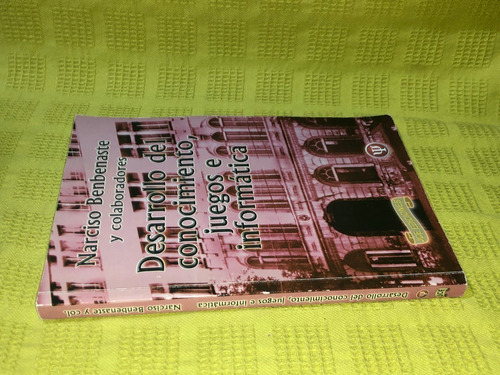 Narciso Benbenaste
y colaboradores
Desarrollo del
conocimiento,
juegos e
informática
Narciso Benbenaste y col.
Desarrollo del conocimiento, juegos e informática